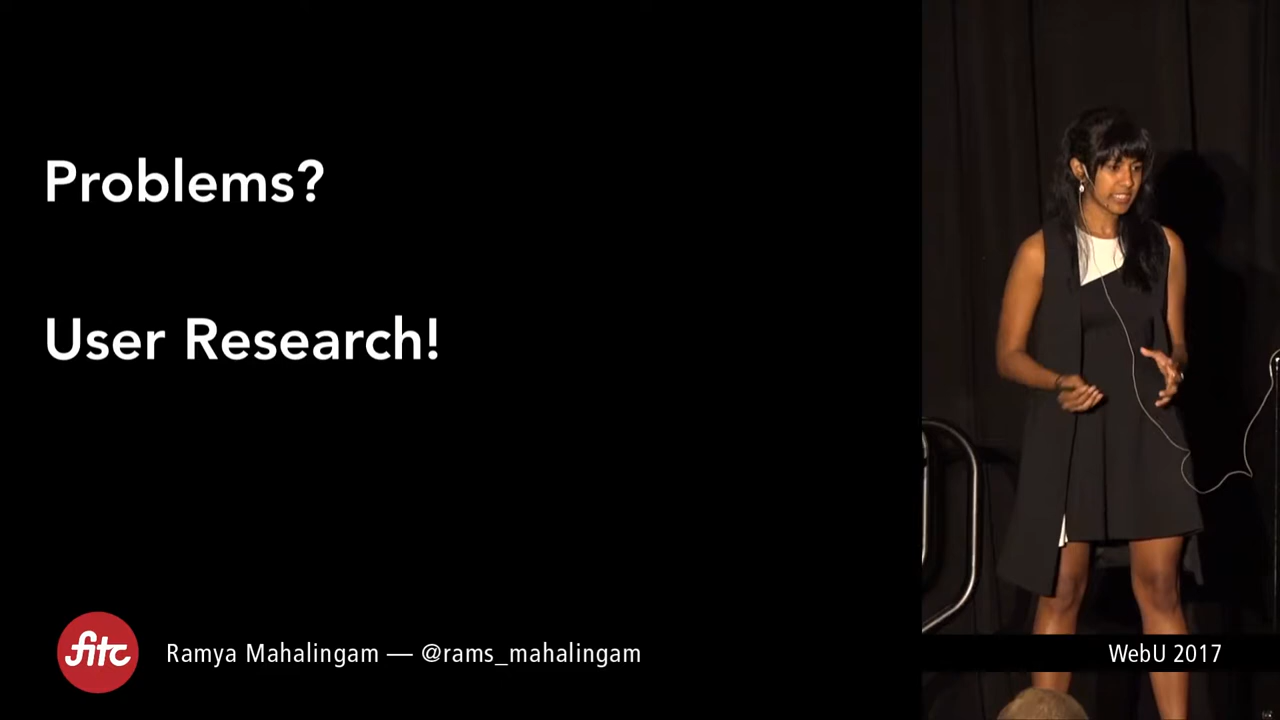 Problems?
User Research!
fitc
Ramya Mahalingam — @rams_mahalingam
WebU 2017